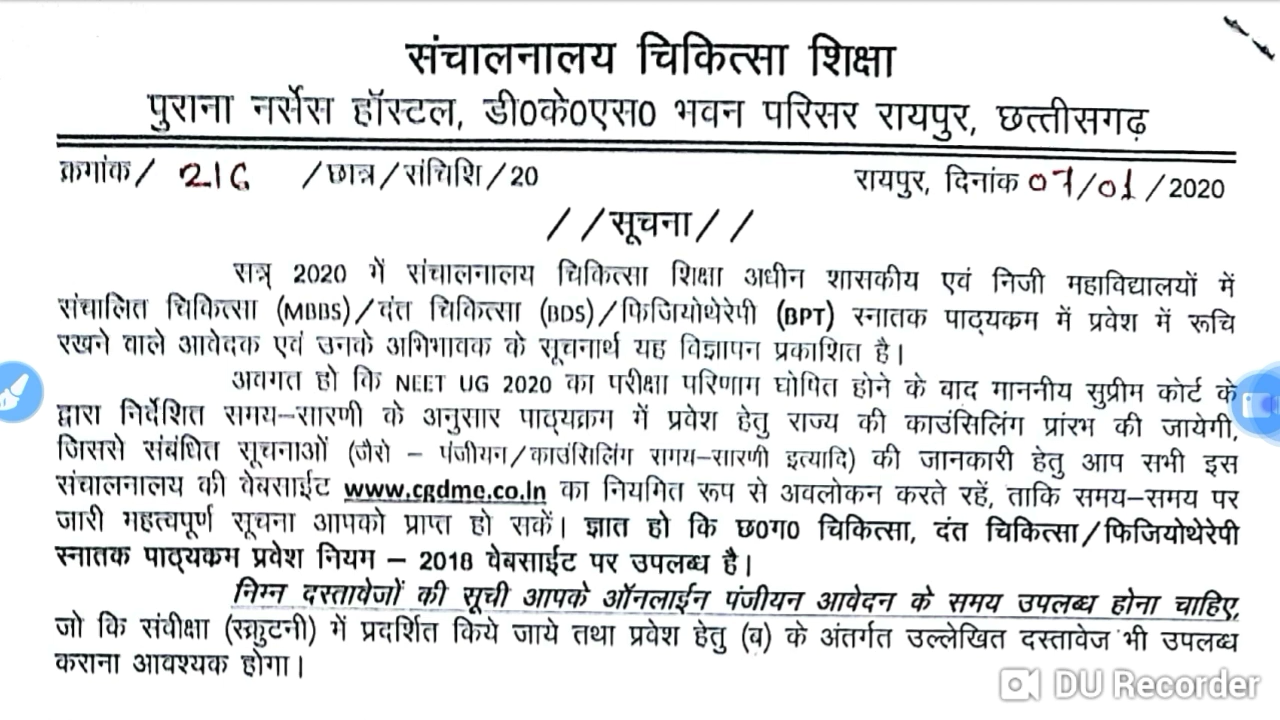 संचालनालय चिकित्सा शिक्षा
पुराना नर्सेस हॉस्टल, डी0के0एस0 भवन परिसर रायपुर, छत्तीसगढ़
क्रमांक/ 216 /छात्र/संचिशि/20 रायपुर, दिनांक 07/01/2020
//सूचना//
सत्र् 2020 में संचालनालय चिकित्सा शिक्षा अधीन शासकीय एवं निजी महाविद्यालयों में
संचालित चिकित्सा (MBBS)/दंत चिकित्सा (BDS)/फिजियोथेरेपी (BPT) स्नातक पाठ्यकम में प्रवेश में रूचि
रखने वाले आवेदक एवं उनके अभिभावक के सूचनार्थ यह विज्ञापन प्रकाशित है।
अवगत हो कि NEET UG 2020 का परीक्षा परिणाम घोषित होने के बाद माननीय सुप्रीम कोर्ट के
द्वारा निर्देशित समय–सारणी के अनुसार पाठ्यक्रम में प्रवेश हेतु राज्य की काउंसिलिंग प्रांरभ की जायेगी,
जिससे संबंधित सूचनाओं (जैसे – पंजीयन/काउंसिलिंग समय–सारणी इत्यादि) की जानकारी हेतु आप सभी इस
संचालनालय की वेबसाईट www.cgdme.co.in का नियमित रूप से अवलोकन करते रहें, ताकि समय–समय पर
जारी महत्वपूर्ण सूचना आपको प्राप्त हो सकें। ज्ञात हो कि छ0ग0 चिकित्सा, दंत चिकित्सा/फिजियोथेरेपी
स्नातक पाठ्यकम प्रवेश नियम – 2018 वेबसाईट पर उपलब्ध है।
निम्न दस्तावेजों की सूची आपके ऑनलाईन पंजीयन आवेदन के समय उपलब्ध होना चाहिए,
जो कि संवीक्षा (स्क्रुटनी) में प्रदर्शित किये जाये तथा प्रवेश हेतु (ब) के अंतर्गत उल्लेखित दस्तावेज भी उपलब्ध
कराना आवश्यक होगा।
DU Recorder